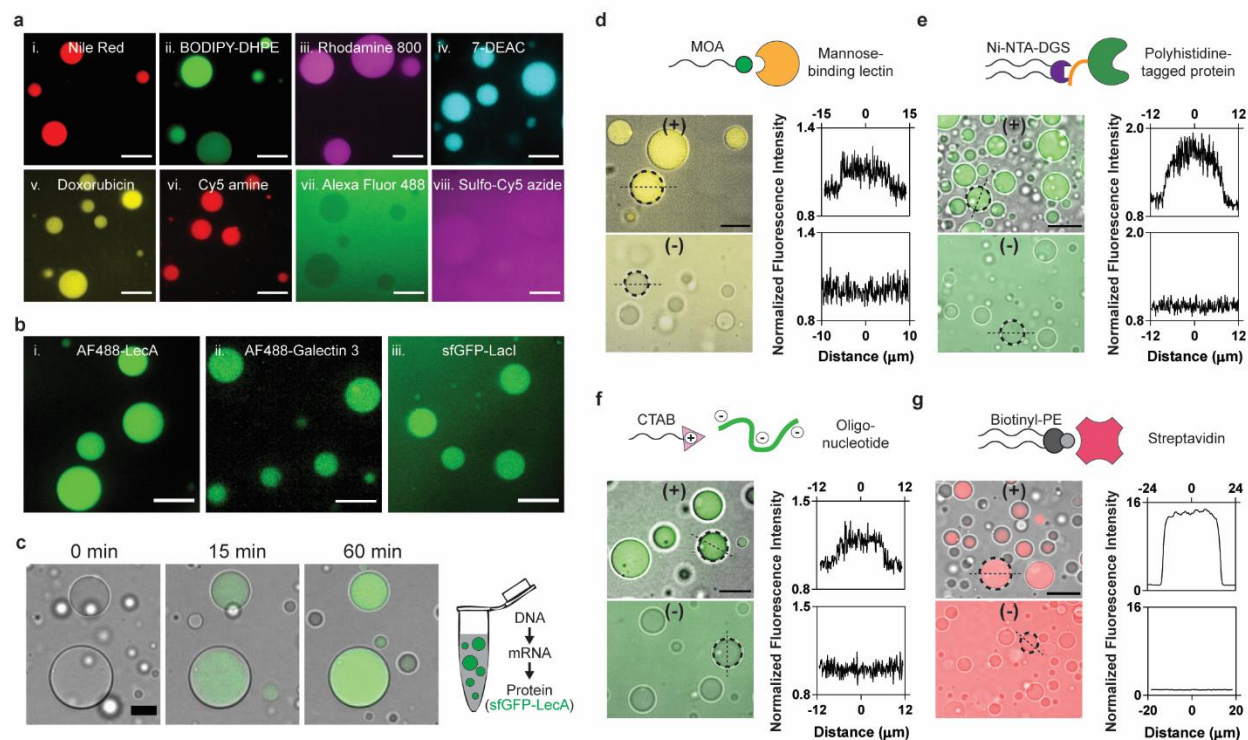 a
i. Nile Red
ii. BODIPY-DHPE
iii. Rhodamine 800
iv. 7-DEAC
v. Doxorubicin
vi. Cy5 amine
vii. Alexa Fluor 488
viii. Sulfo-Cy5 azide
b
i. AF488-LecA
ii. AF488-Galectin 3
iii. sfGFP-LacI
c
0 min
15 min
60 min
DNA
mRNA
Protein
(sfGFP-LecA)
d
MOA
Mannose-
binding lectin
(+)
(-)
Normalized Fluorescence Intensity
-15 0 15
1.4
0.8
1.4
0.8
-10 0 10
Distance (μm)
e
Ni-NTA-DGS
Polyhistidine-
tagged protein
(+)
(-)
Normalized Fluorescence Intensity
-12 0 12
2.0
0.8
2.0
0.8
-12 0 12
Distance (μm)
f
CTAB
+
-
-
-
Oligo-
nucleotide
(+)
(-)
Normalized Fluorescence Intensity
-12 0 12
1.5
0.8
1.5
0.8
-12 -6 0 6 12
Distance (μm)
g
Biotinyl-PE
Streptavidin
(+)
(-)
Normalized Fluorescence Intensity
-24 0 24
16
0
16
0
-20 0 20
Distance (μm)